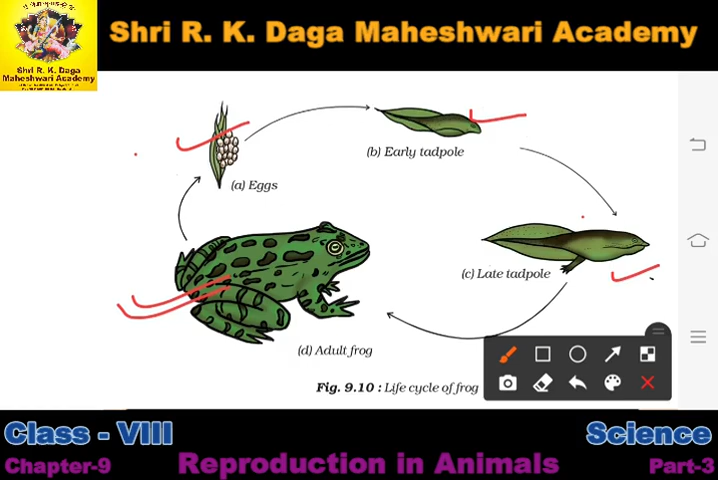 Shri R. K. Daga Maheshwari Academy
Shri R. K. Daga
Maheshwari Academy
(a) Eggs
(b) Early tadpole
(c) Late tadpole
(d) Adult frog
Fig. 9.10 : Life cycle of frog
Class - VIII
Science
Chapter-9
Reproduction in Animals
Part-3